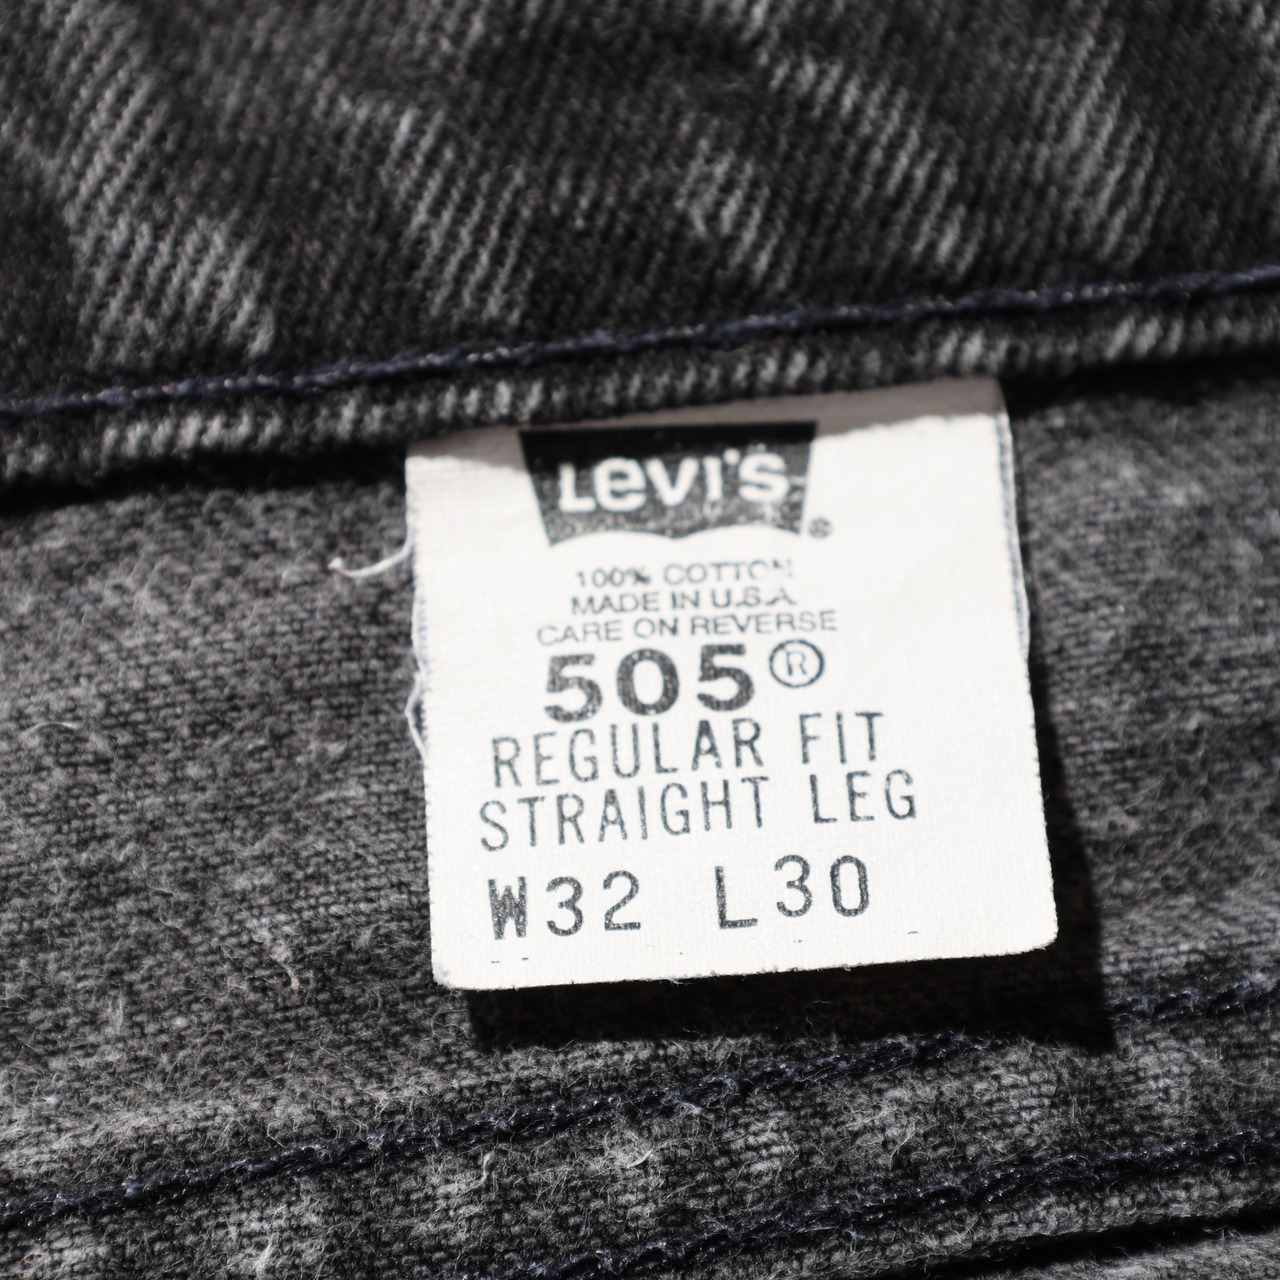 Levi's®
100% COTTON
MADE IN U.S.A.
CARE ON REVERSE
505®
REGULAR FIT
STRAIGHT LEG
W32 L30